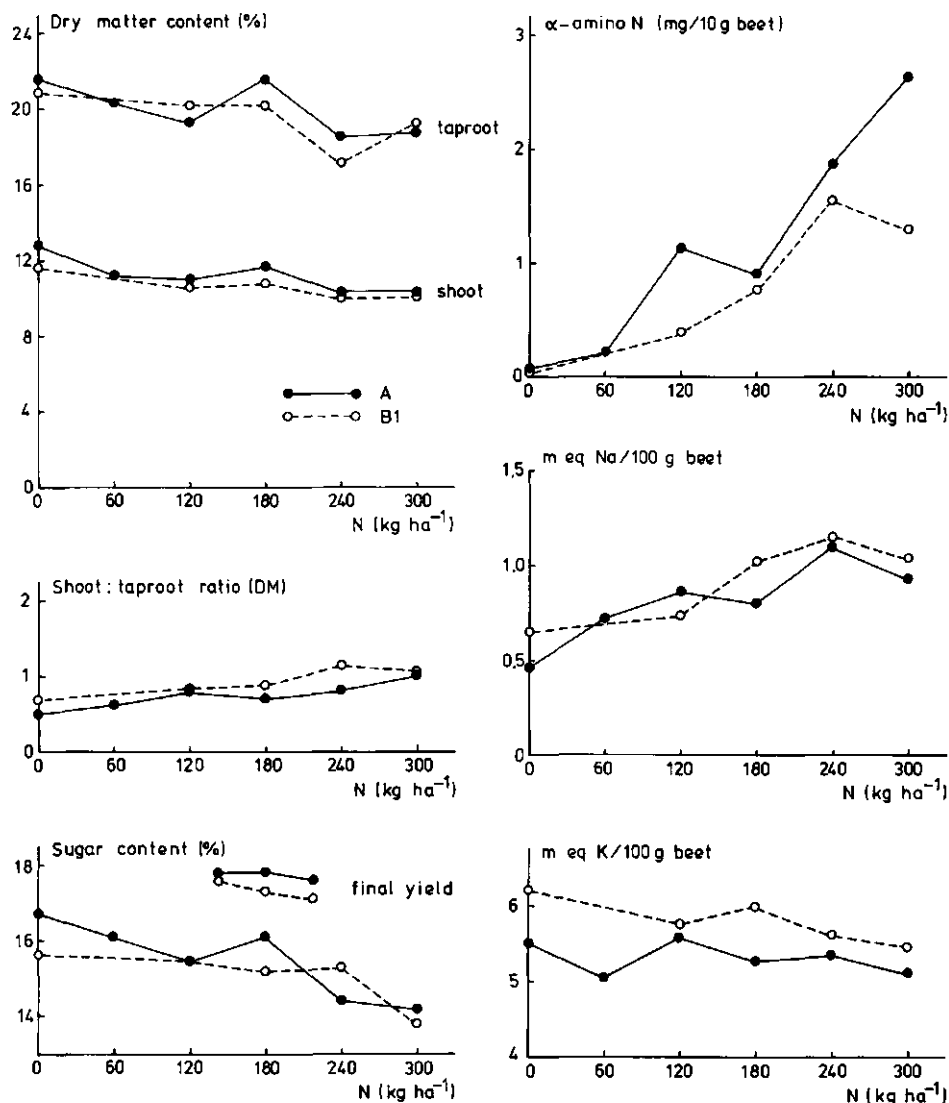 Dry matter content (%)
24
20
16
12
8
4
0
taproot
shoot
A
B1
0 60 120 180 240 300
N (kg ha⁻¹)
Shoot : taproot ratio (DM)
2
1
0
0 60 120 180 240 300
N (kg ha⁻¹)
Sugar content (%)
18
16
14
final yield
0 60 120 180 240 300
N (kg ha⁻¹)
α-amino N (mg/10g beet)
3
2
1
0
0 60 120 180 240 300
N (kg ha⁻¹)
m eq Na/100 g beet
1,5
1,0
0,5
0
0 60 120 180 240 300
N (kg ha⁻¹)
m eq K/100 g beet
6
5
4
0 60 120 180 240 300
N (kg ha⁻¹)